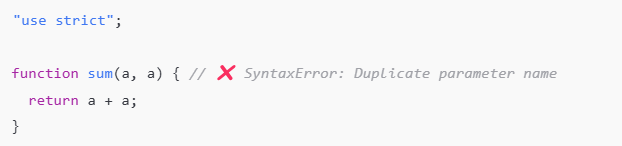 "use strict";
function sum(a, a) { // ❌ SyntaxError: Duplicate parameter name
  return a + a;
}